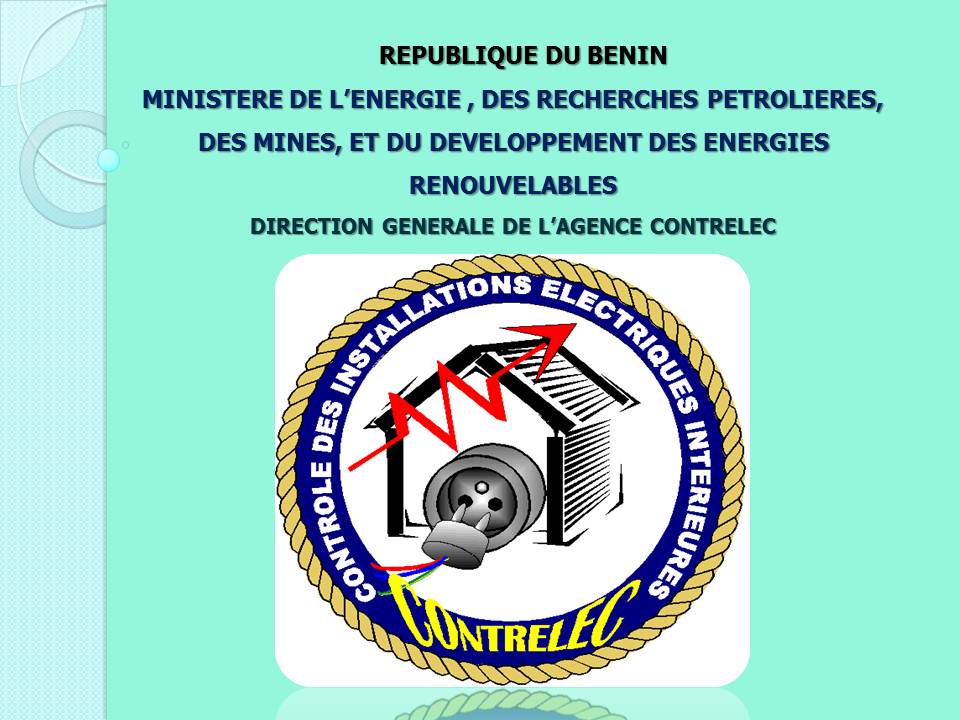 REPUBLIQUE DU BENIN
MINISTERE DE L'ENERGIE , DES RECHERCHES PETROLIERES,
DES MINES, ET DU DEVELOPPEMENT DES ENERGIES
RENOUVELABLES
DIRECTION GENERALE DE L'AGENCE CONTRELEC
CONTROLE DES INSTALLATIONS ELECTRIQUES INTERIEURES
CONTRELEC